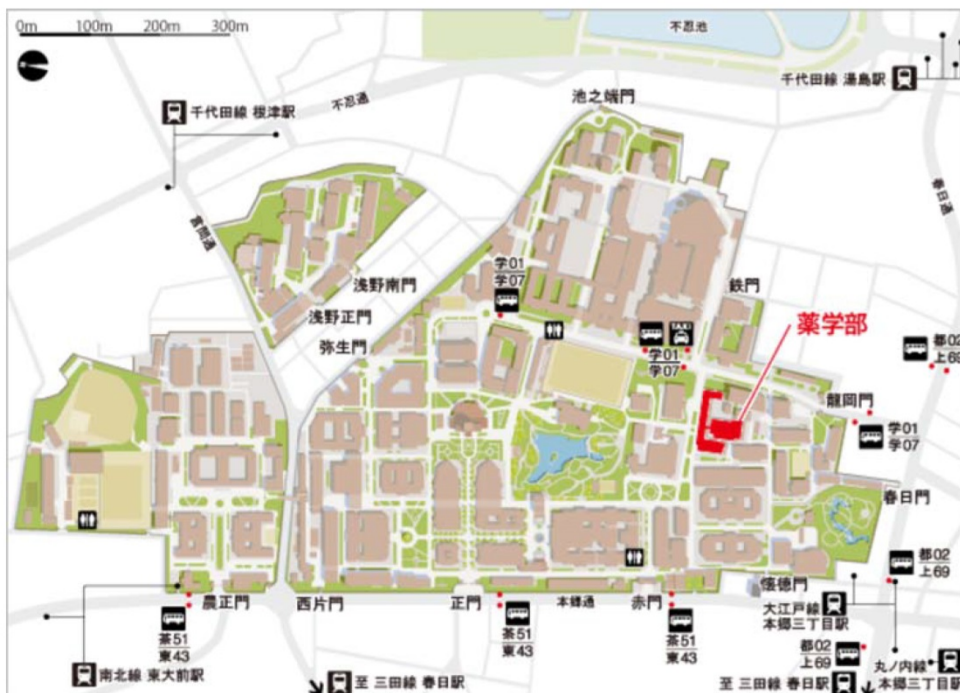 0m 100m 200m 300m
不忍池
千代田線 湯島駅
池之端門
不忍通
千代田線 根津駅
春日通
言問通
学01
学07
浅野南門
鉄門
浅野正門
薬学部
弥生門
TAXI
学01
学07
都02
上69
龍岡門
学01
学07
春日門
都02
上69
懐徳門
農正門
西片門
正門
本郷通
赤門
大江戸線
本郷三丁目駅
茶51
東43
茶51
東43
茶51
東43
都02
上69
丸ノ内線
本郷三丁目駅
南北線 東大前駅
至 三田線 春日駅
至 三田線 春日駅